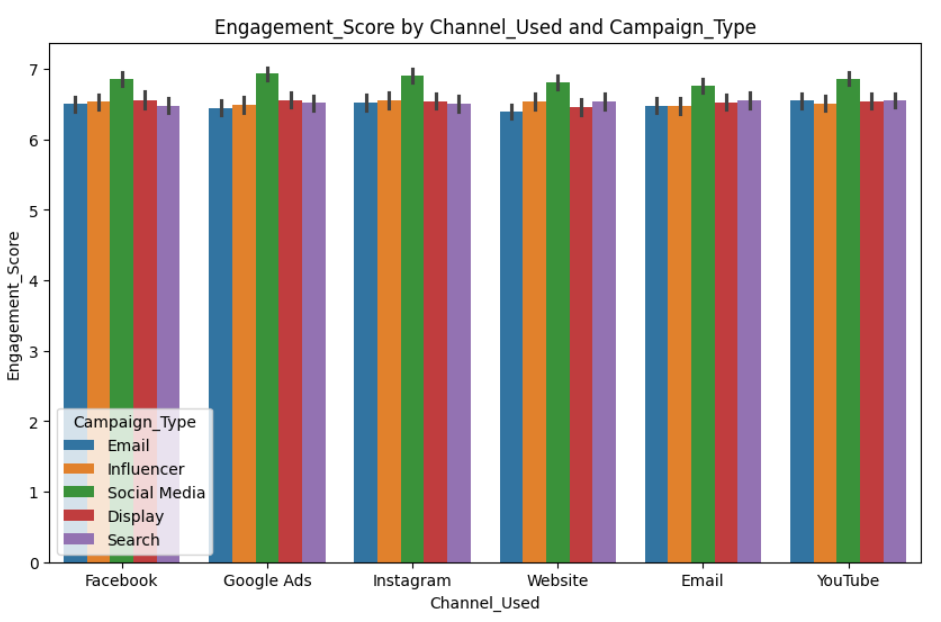 Engagement_Score by Channel_Used and Campaign_Type
Engagement_Score
7
6
5
4
3
2
1
0
Campaign_Type
Email
Influencer
Social Media
Display
Search
Facebook Google Ads Instagram Website Email YouTube
Channel_Used